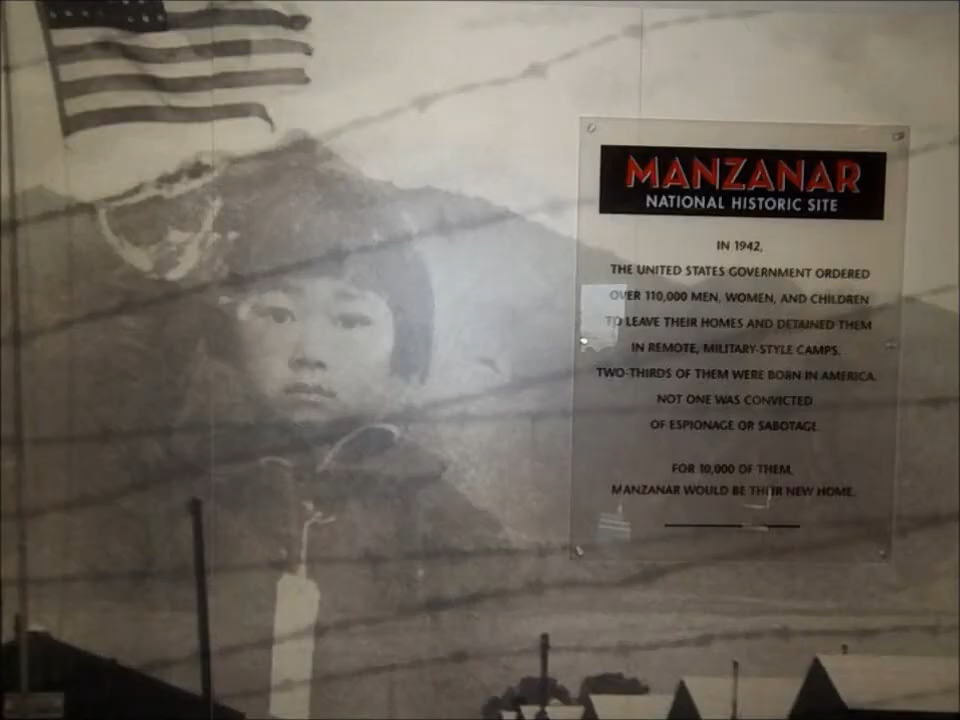 MANZANAR
NATIONAL HISTORIC SITE
IN 1942,
THE UNITED STATES GOVERNMENT ORDERED
OVER 110,000 MEN, WOMEN, AND CHILDREN
TO LEAVE THEIR HOMES AND DETAINED THEM
IN REMOTE, MILITARY-STYLE CAMPS.
TWO-THIRDS OF THEM WERE BORN IN AMERICA.
NOT ONE WAS CONVICTED
OF ESPIONAGE OR SABOTAGE.
FOR 10,000 OF THEM,
MANZANAR WOULD BE THEIR NEW HOME.